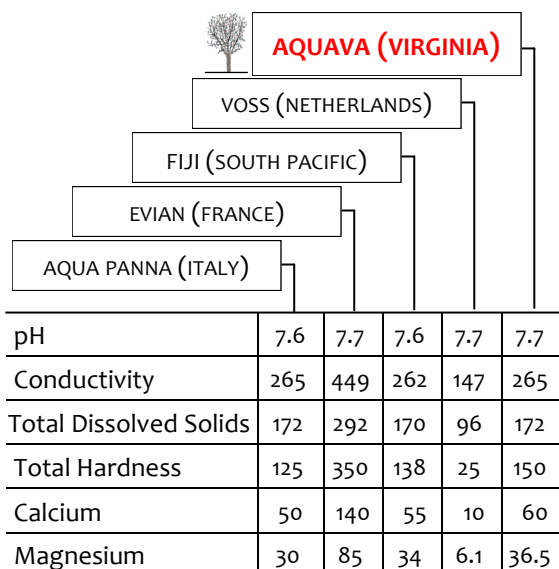 AQUAVA (VIRGINIA)
VOSS (NETHERLANDS)
FIJI (SOUTH PACIFIC)
EVIAN (FRANCE)
AQUA PANNA (ITALY)
pH 7.6 7.7 7.6 7.7 7.7
Conductivity 265 449 262 147 265
Total Dissolved Solids 172 292 170 96 172
Total Hardness 125 350 138 25 150
Calcium 50 140 55 10 60
Magnesium 30 85 34 6.1 36.5